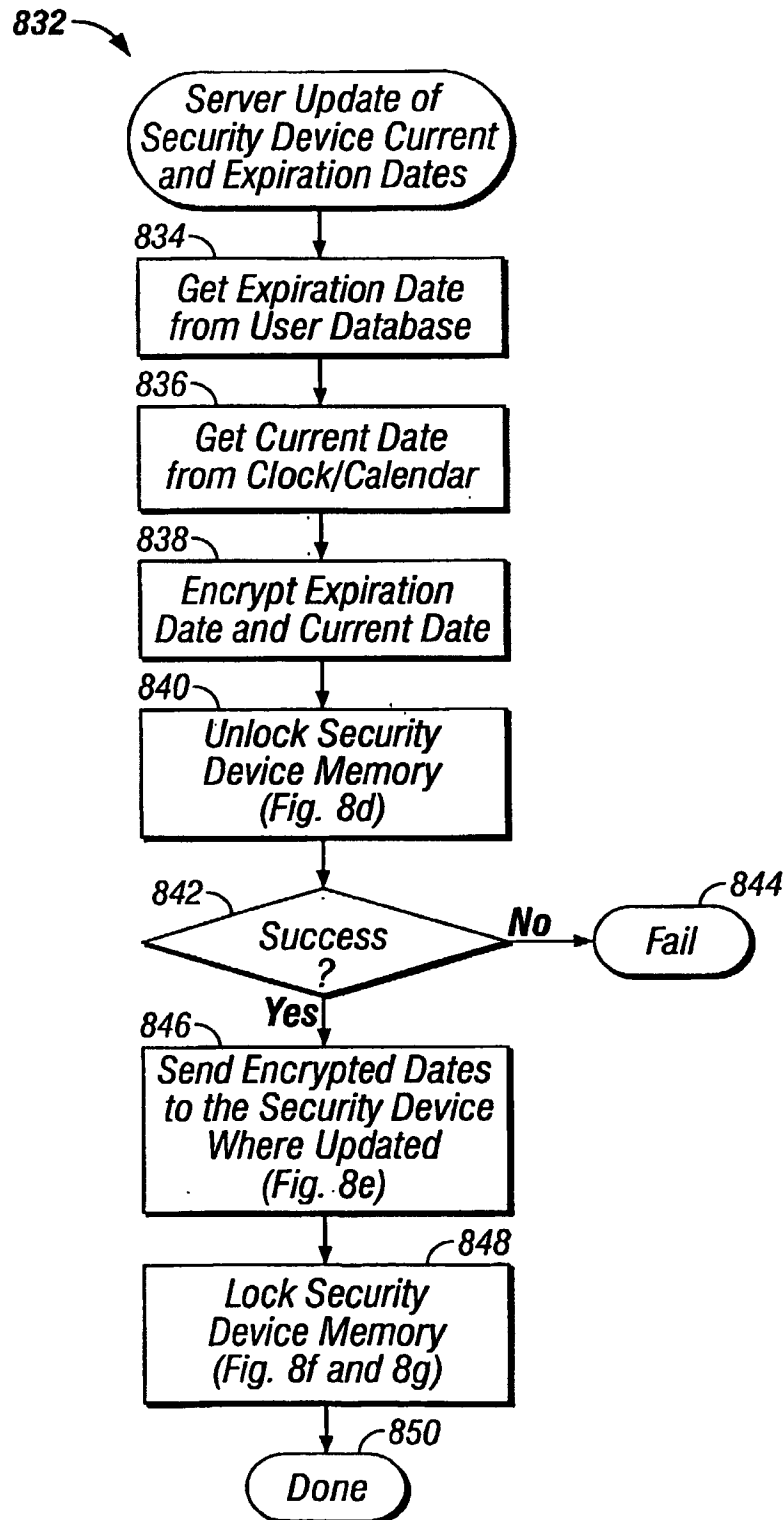 832
Server Update of
Security Device Current
and Expiration Dates
834
Get Expiration Date
from User Database
836
Get Current Date
from Clock/Calendar
838
Encrypt Expiration
Date and Current Date
840
Unlock Security
Device Memory
(Fig. 8d)
842
Success
?
No
844
Fail
Yes
846
Send Encrypted Dates
to the Security Device
Where Updated
(Fig. 8e)
848
Lock Security
Device Memory
(Fig. 8f and 8g)
850
Done